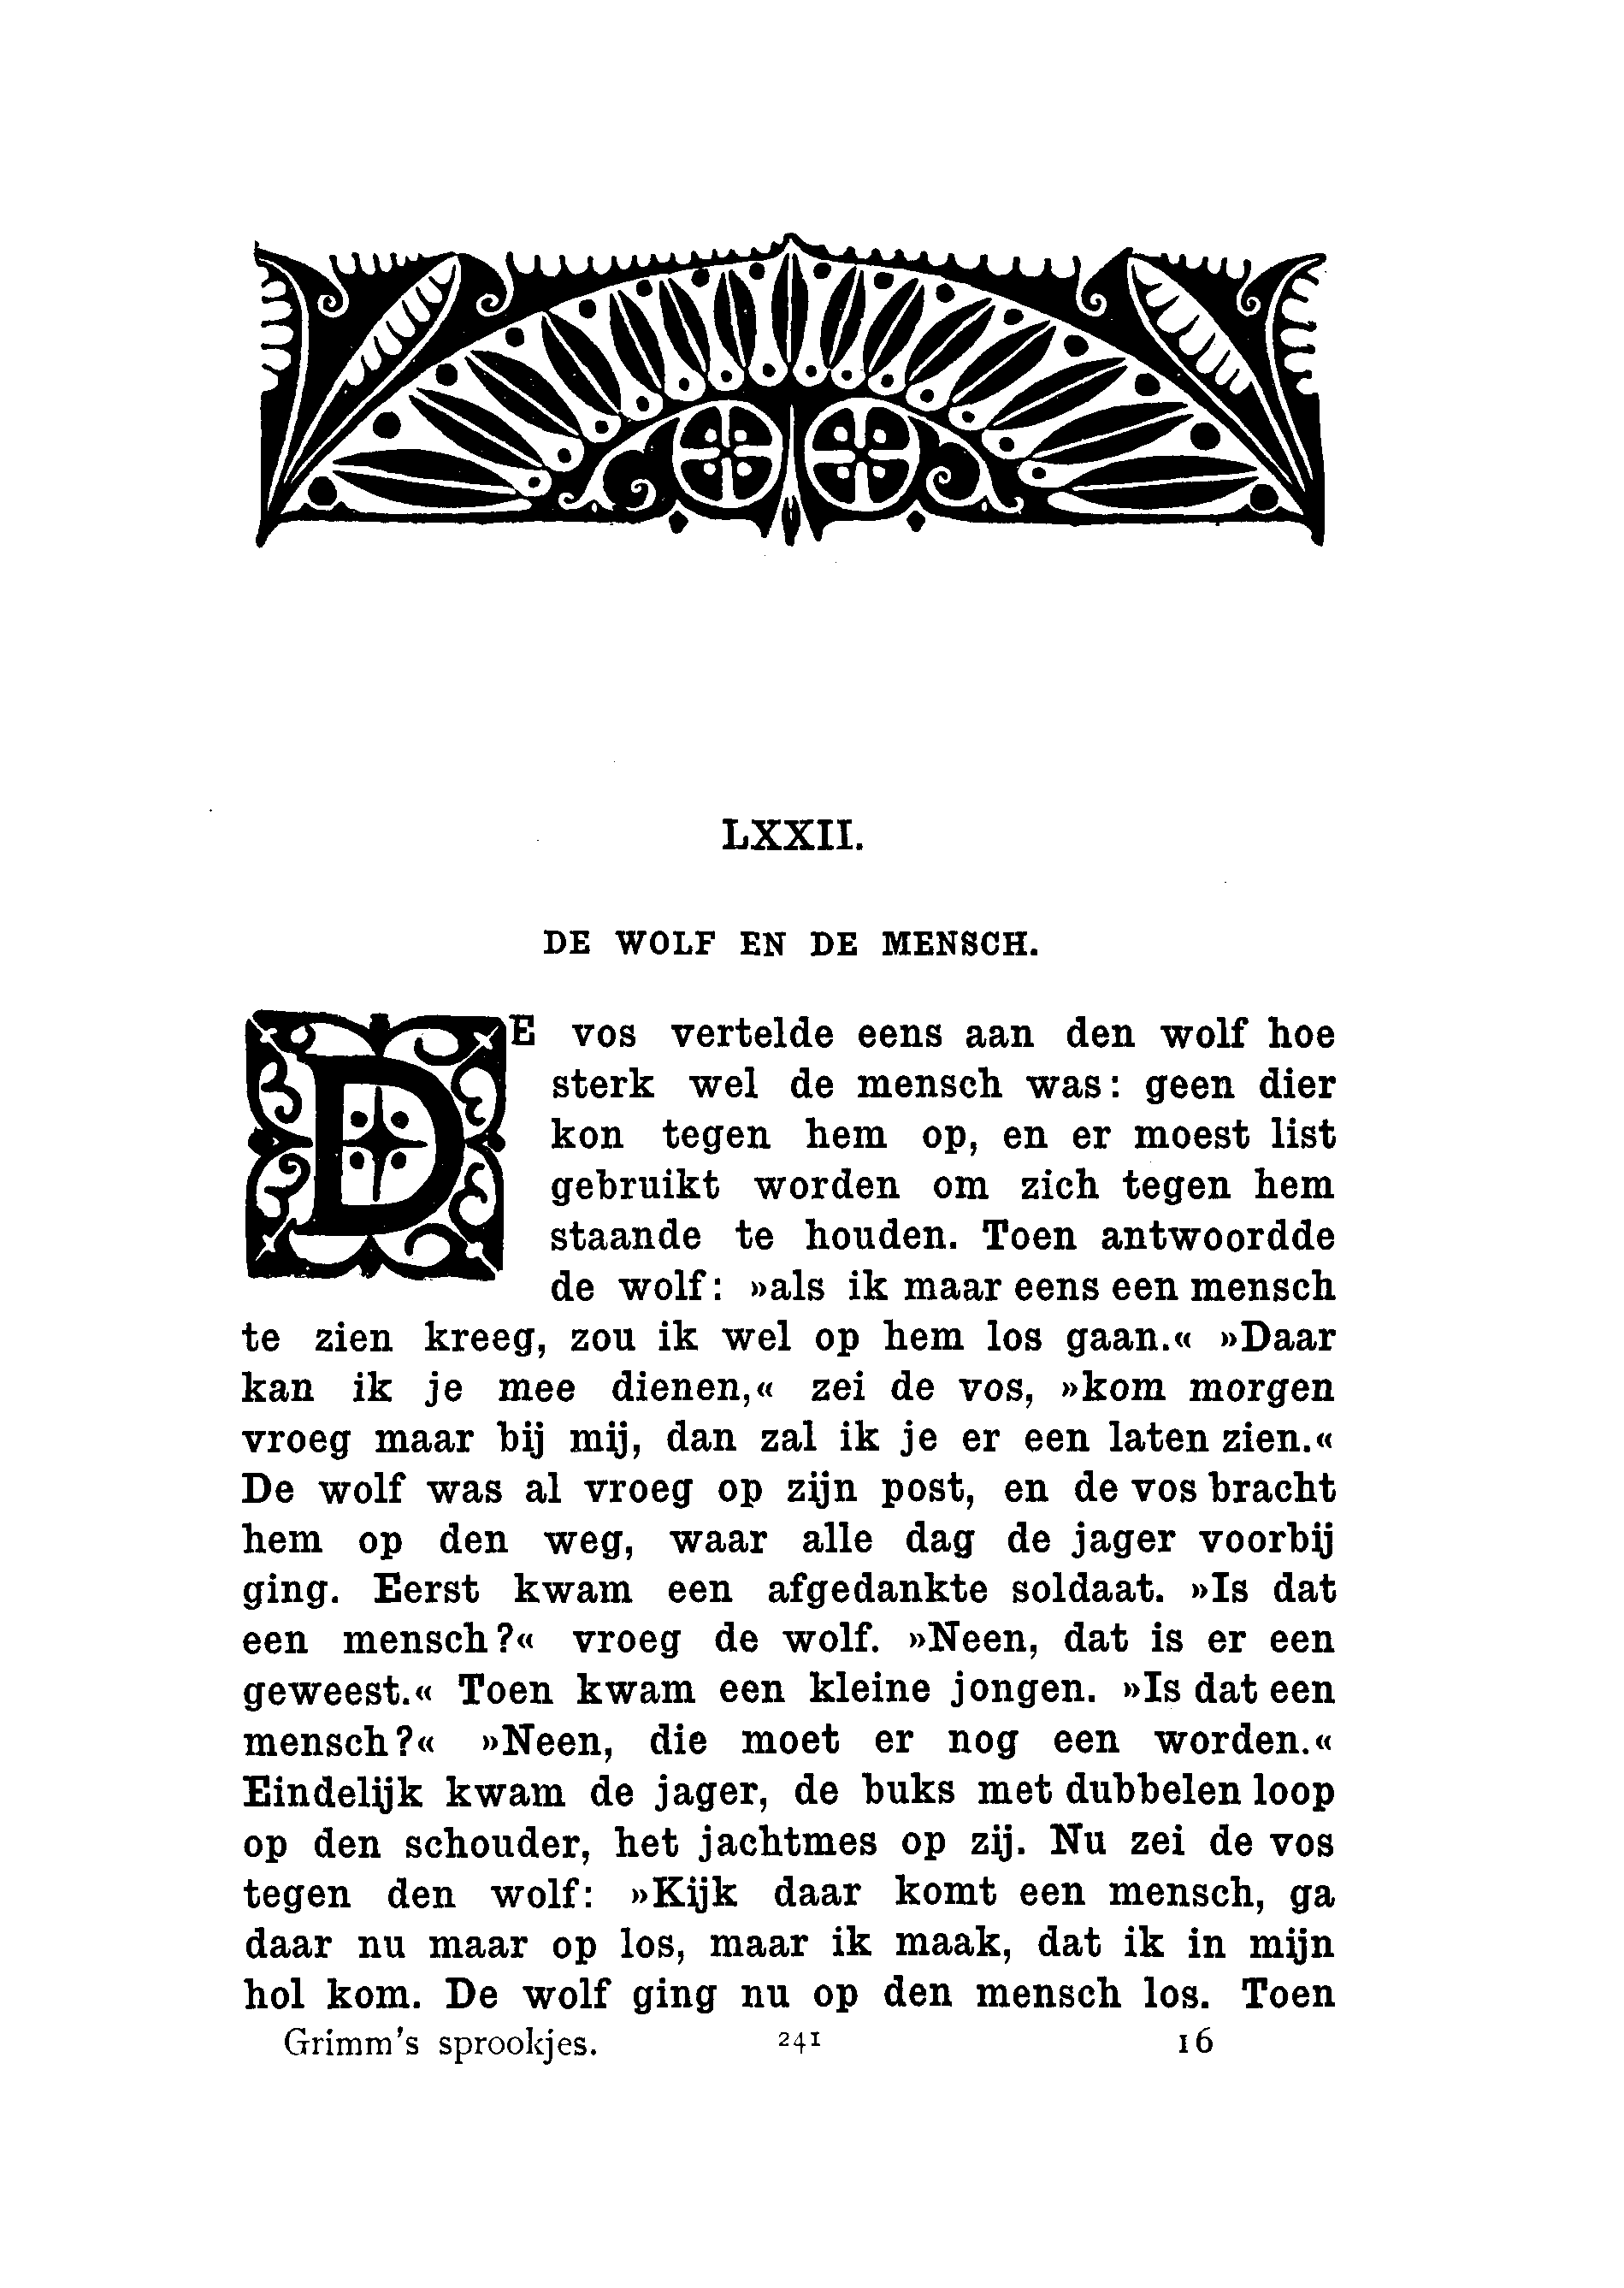 LXXII.
DE WOLF EN DE MENSCH.
DE vos vertelde eens aan den wolf hoe
sterk wel de mensch was: geen dier
kon tegen hem op, en er moest list
gebruikt worden om zich tegen hem
staande te houden. Toen antwoordde
de wolf: »als ik maar eens een mensch
te zien kreeg, zou ik wel op hem los gaan.« »Daar
kan ik je mee dienen,« zei de vos, »kom morgen
vroeg maar bij mij, dan zal ik je er een laten zien.«
De wolf was al vroeg op zijn post, en de vos bracht
hem op den weg, waar alle dag de jager voorbij
ging. Eerst kwam een afgedankte soldaat. »Is dat
een mensch?« vroeg de wolf. »Neen, dat is er een
geweest.« Toen kwam een kleine jongen. »Is dat een
mensch?« »Neen, die moet er nog een worden.«
Eindelijk kwam de jager, de buks met dubbelen loop
op den schouder, het jachtmes op zij. Nu zei de vos
tegen den wolf: »Kijk daar komt een mensch, ga
daar nu maar op los, maar ik maak, dat ik in mijn
hol kom. De wolf ging nu op den mensch los. Toen
Grimm's sprookjes. 241 16